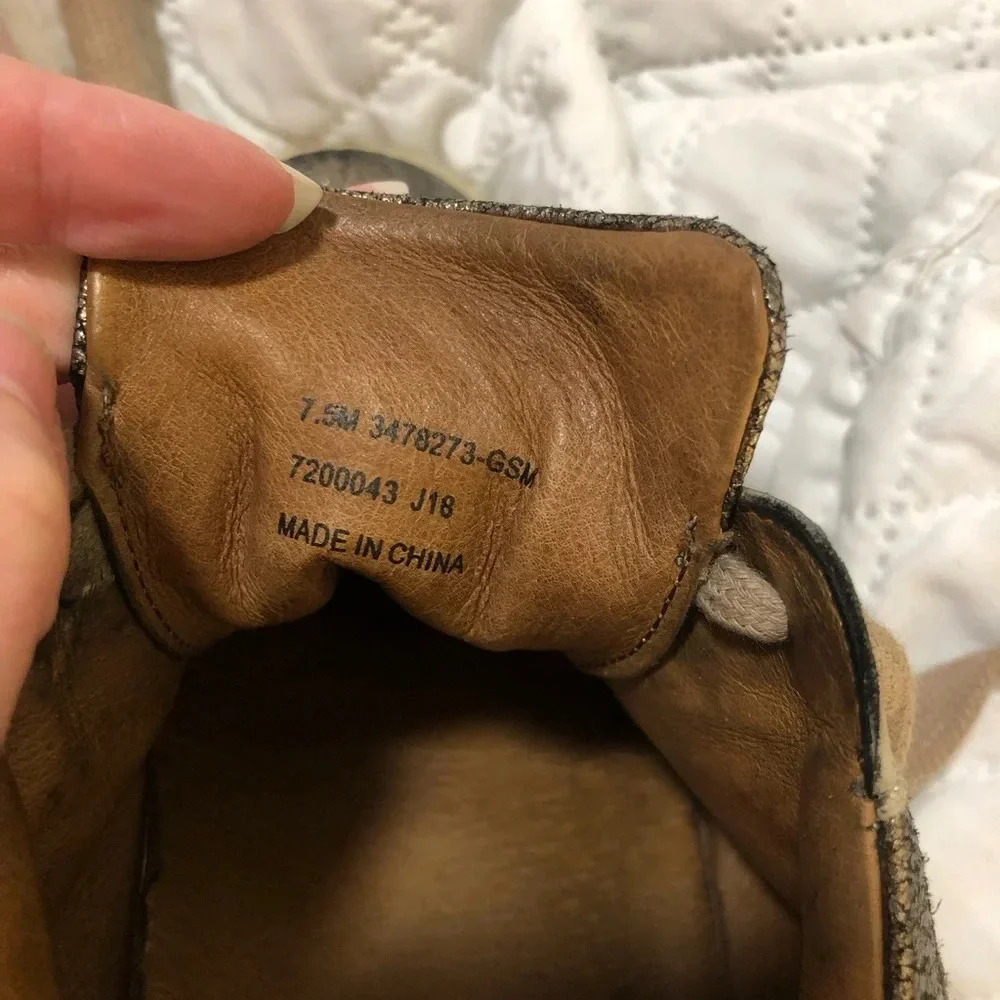 7.5M 3478273-GSM
7200043 J18
MADE IN CHINA